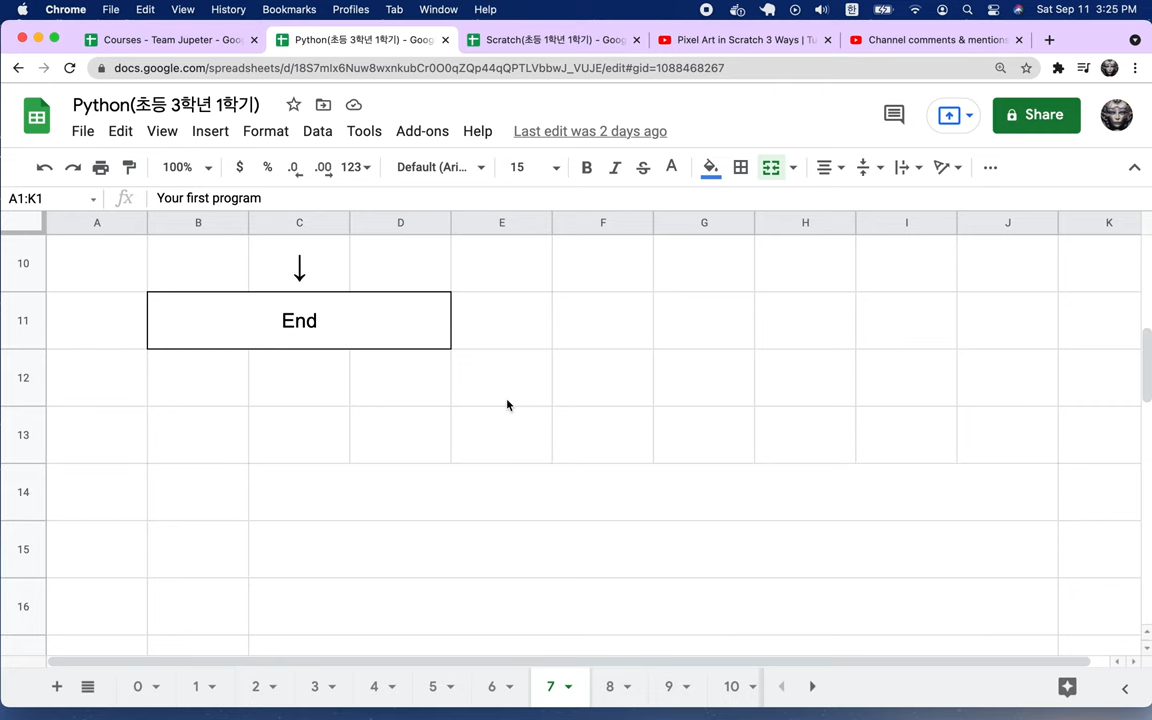 Chrome File Edit View History Bookmarks Profiles Tab Window Help 한 Sat Sep 11 3:25 PM
Courses - Team Jupeter - Goo Python(초등 3학년 1학기) - Goog Scratch(초등 1학년 1학기) - Goog Pixel Art in Scratch 3 Ways | Tu Channel comments & mentions
docs.google.com/spreadsheets/d/18S7mIx6Nuw8wxnkubCr0O0qZQp44qQPTLVbbwJ_VUJE/edit#gid=1088468267
Python(초등 3학년 1학기)
File Edit View Insert Format Data Tools Add-ons Help Last edit was 2 days ago
Share
100% $ % .0 .00 123 Default (Ari... 15 B I S A
A1:K1 fx Your first program
A B C D E F G H I J K
10 ↓
11 End
12
13
14
15
16
+ 0 1 2 3 4 5 6 7 8 9 10